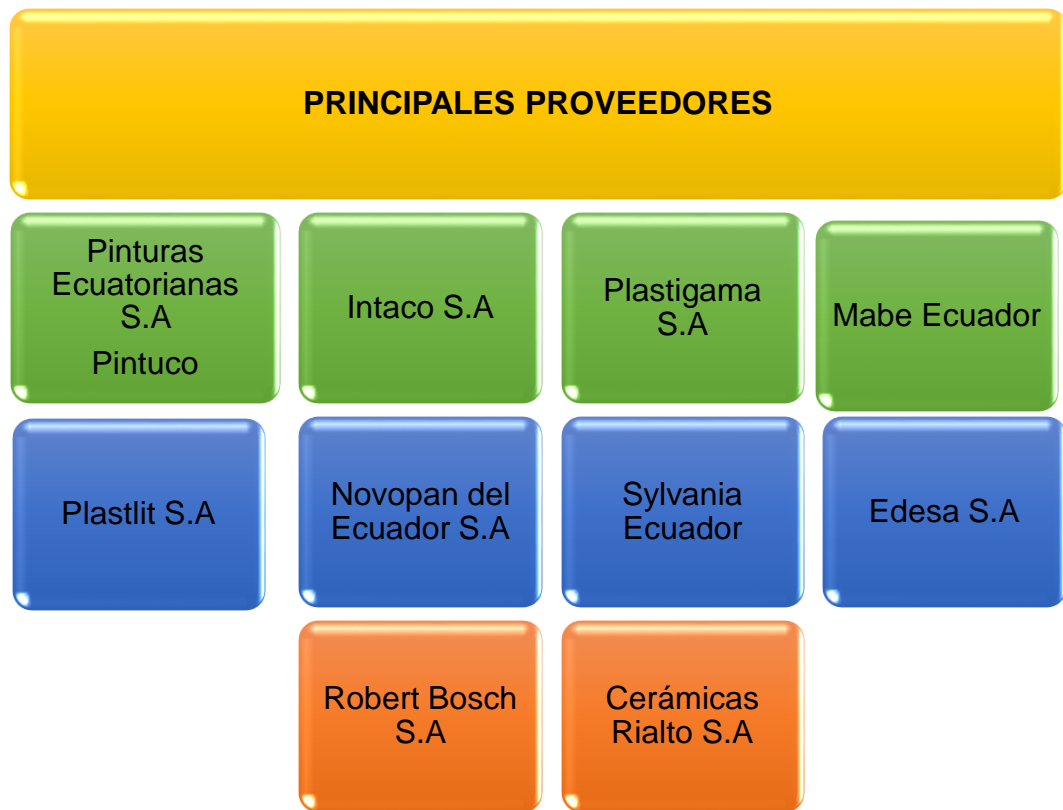 PRINCIPALES PROVEEDORES
Pinturas
Ecuatorianas
S.A
Pintuco
Intaco S.A
Plastigama
S.A
Mabe Ecuador
Plastlit S.A
Novopan del
Ecuador S.A
Sylvania
Ecuador
Edesa S.A
Robert Bosch
S.A
Cerámicas
Rialto S.A